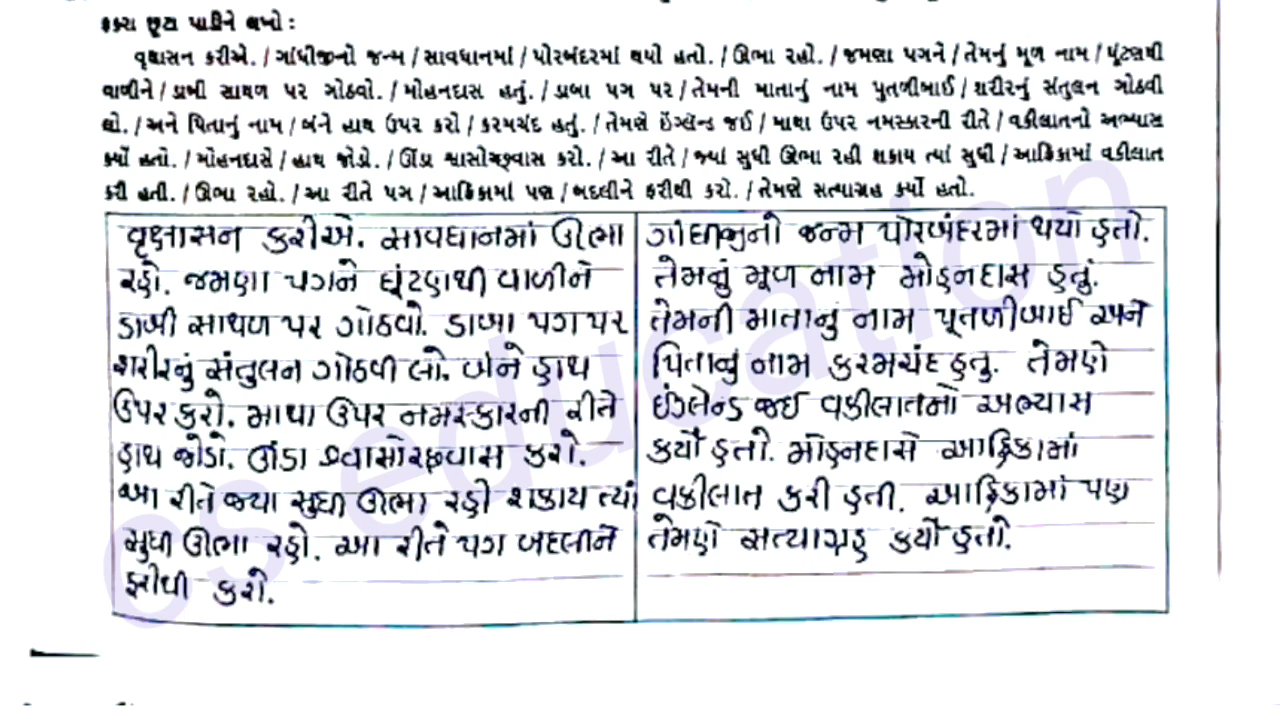 ફકરા છૂટા પાડીને લખો :
વૃક્ષાસન કરીએ. / ગાંધીજીનો જન્મ / સાવધાનમાં / પોરબંદરમાં થયો હતો. / ઊભા રહો. / જમણા પગને / તેમનું મૂળ નામ / ઘૂંટણથી
વાળીને / ડાબી સાથળ પર ગોઠવો. / મોહનદાસ હતું. / ડાબા પગ પર / તેમની માતાનું નામ પુતળીબાઈ / શરીરનું સંતુલન ગોઠવી
લો. / અને પિતાનું નામ / બંને હાથ ઉપર કરો / કરમચંદ હતું. / તેમણે ઇંગ્લૅન્ડ જઈ / માથા ઉપર નમસ્કારની રીતે / વકીલાતનો અભ્યાસ
કર્યો હતો. / મોહનદાસે / હાથ જોડો. / ઊંડા શ્વાસોચ્છ્વાસ કરો. / આ રીતે / જ્યાં સુધી ઊભા રહી શકાય ત્યાં સુધી / આફ્રિકામાં વકીલાત
કરી હતી. / ઊભા રહો. / આ રીતે પગ / આફ્રિકામાં પણ / બદલીને ફરીથી કરો. / તેમણે સત્યાગ્રહ કર્યો હતો.
વૃક્ષાસન કરીએ. સાવધાનમાં ઊભા
રહો. જમણા પગને ઘૂંટણથી વાળીને
ડાબી સાથળ પર ગોઠવો. ડાબા પગ પર
શરીરનું સંતુલન ગોઠવી લો. બંને હાથ
ઉપર કરો. માથા ઉપર નમસ્કારની રીતે
હાથ જોડો. ઊંડા શ્વાસોચ્છવાસ કરો.
આ રીતે જ્યા સુધી ઊભા રહી શકાય ત્યાં
સુધી ઊભા રહો. આ રીતે પગ બદલીને
કરો.
ગાંધીજીનો જન્મ પોરબંદરમાં થયો હતો.
તેમનું મૂળ નામ મોહનદાસ હતું.
તેમની માતાનું નામ પૂતળીબાઈ અને
પિતાનું નામ કરમચંદ હતુ. તેમણે
ઇંગ્લેન્ડ જઈ વકીલાતનો અભ્યાસ
કર્યો હતો. મોહનદાસે આફ્રિકામાં
વકીલાત કરી હતી. આફ્રિકામાં પણ
તેમણે સત્યાગ્રહ કર્યો હતો.
cs education